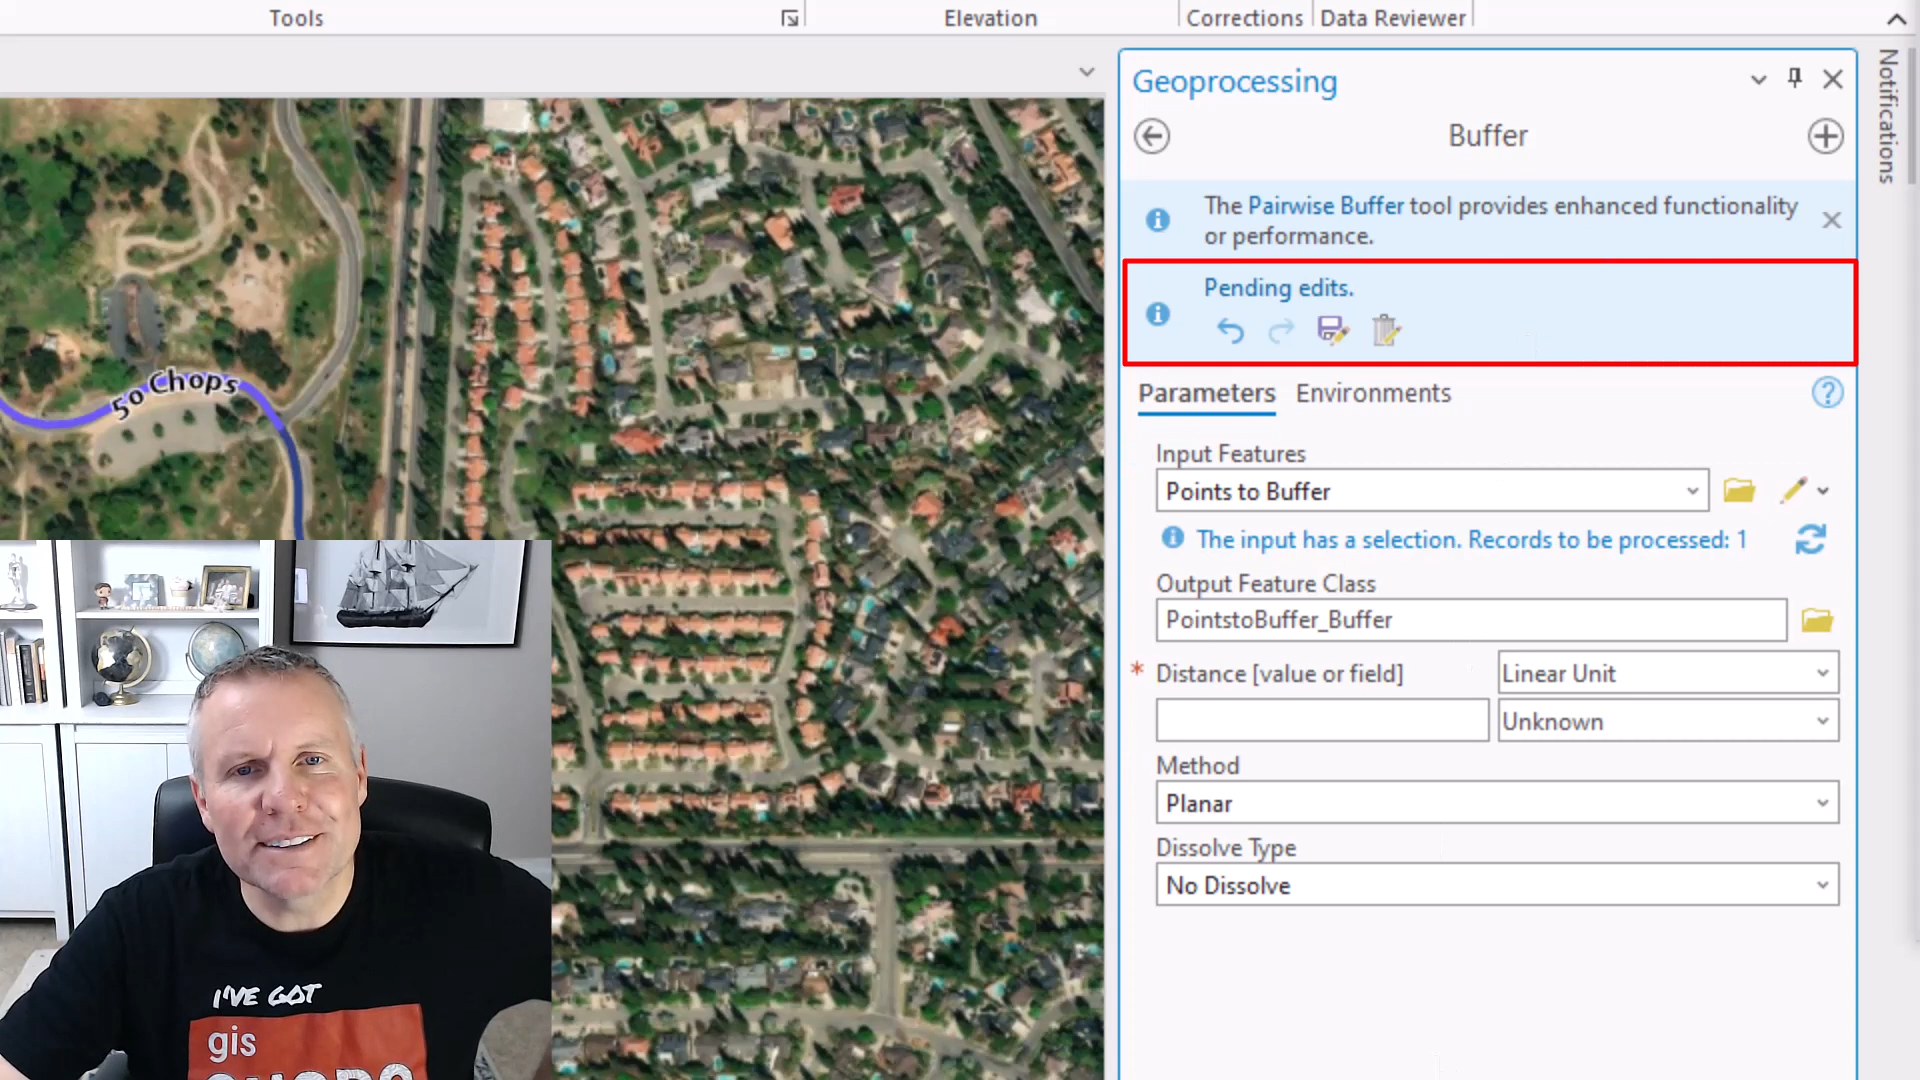 Tools
Elevation
Corrections
Data Reviewer
Notifications
Geoprocessing
Buffer
The Pairwise Buffer tool provides enhanced functionality
or performance.
Pending edits.
Parameters Environments
Input Features
Points to Buffer
The input has a selection. Records to be processed: 1
Output Feature Class
PointstoBuffer_Buffer
* Distance [value or field]
Linear Unit
Unknown
Method
Planar
Dissolve Type
No Dissolve
50 Chops
I'VE GOT
gis